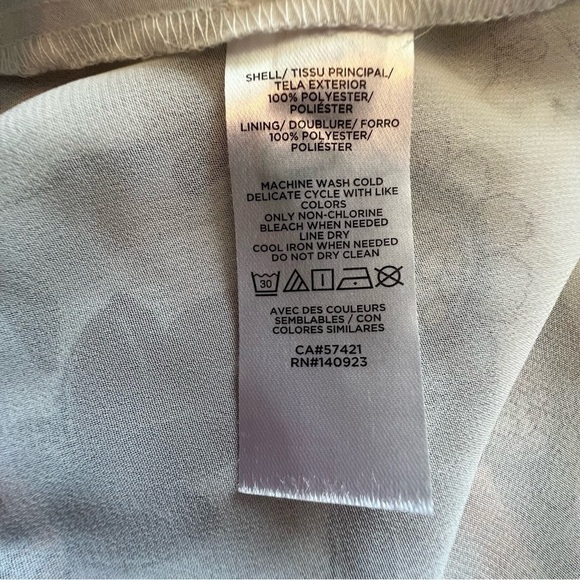 SHELL/ TISSU PRINCIPAL/
TELA EXTERIOR
100% POLYESTER/
POLIÉSTER
LINING/ DOUBLURE/ FORRO
100% POLYESTER/
POLIÉSTER
MACHINE WASH COLD
DELICATE CYCLE WITH LIKE
COLORS
ONLY NON-CHLORINE
BLEACH WHEN NEEDED
LINE DRY
COOL IRON WHEN NEEDED
DO NOT DRY CLEAN
30
AVEC DES COULEURS
SEMBLABLES / CON
COLORES SIMILARES
CA#57421
RN#140923